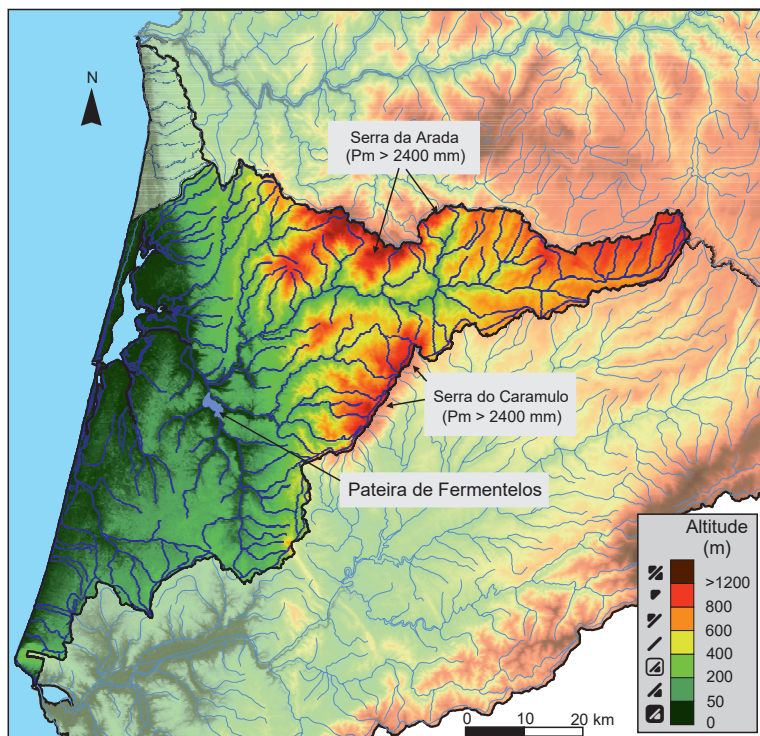 N
Serra da Arada
(Pm > 2400 mm)
Serra do Caramulo
(Pm > 2400 mm)
Pateira de Fermentelos
Altitude
(m)
>1200
800
600
400
200
50
0
0 10 20 km